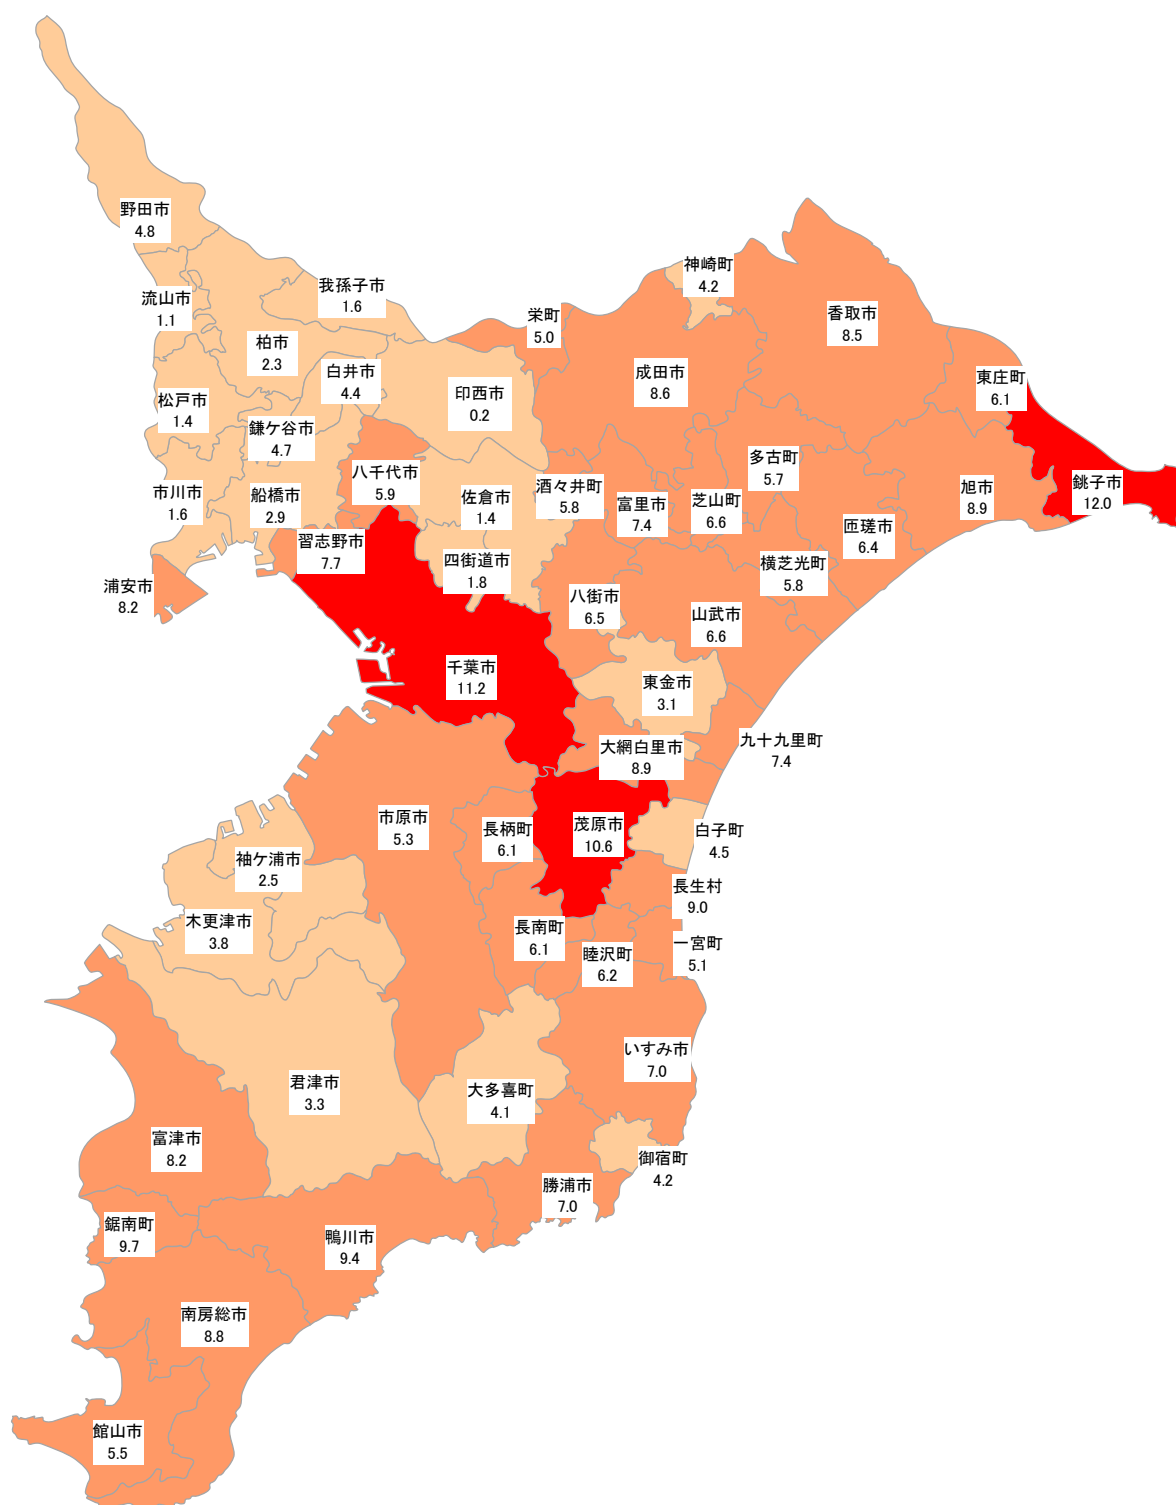 野田市
4.8
神崎町
4.2
我孫子市
1.6
流山市
1.1
香取市
8.5
栄町
5.0
柏市
2.3
白井市
4.4
成田市
8.6
東庄町
6.1
印西市
0.2
松戸市
1.4
鎌ケ谷市
4.7
多古町
5.7
八千代市
5.9
銚子市
12.0
旭市
8.9
酒々井町
5.8
市川市
1.6
船橋市
2.9
佐倉市
1.4
富里市
7.4
芝山町
6.6
匝瑳市
6.4
習志野市
7.7
四街道市
1.8
横芝光町
5.8
浦安市
8.2
八街市
6.5
山武市
6.6
千葉市
11.2
東金市
3.1
大網白里市
8.9
九十九里町
7.4
市原市
5.3
長柄町
6.1
茂原市
10.6
白子町
4.5
袖ケ浦市
2.5
長生村
9.0
木更津市
3.8
長南町
6.1
睦沢町
6.2
一宮町
5.1
いすみ市
7.0
君津市
3.3
大多喜町
4.1
富津市
8.2
御宿町
4.2
勝浦市
7.0
鋸南町
9.7
鴨川市
9.4
南房総市
8.8
館山市
5.5